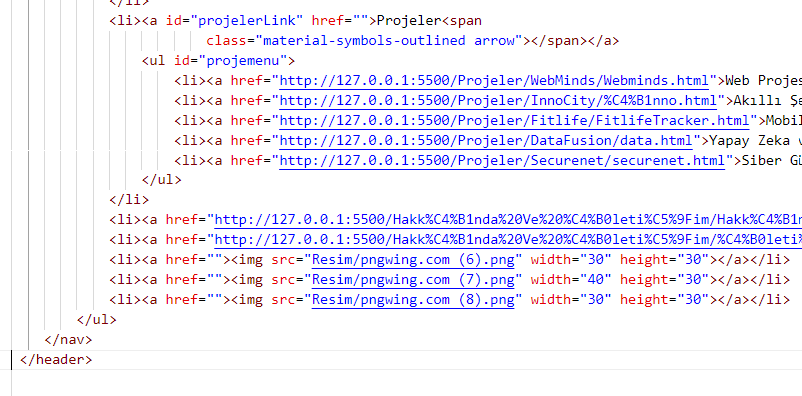 </li>
<li><a id="projelerLink" href="">Projeler<span
class="material-symbols-outlined arrow"></span></a>
<ul id="projemenu">
<li><a href="http://127.0.0.1:5500/Projeler/WebMinds/Webminds.html">Web Projes
<li><a href="http://127.0.0.1:5500/Projeler/InnoCity/%C4%B1nno.html">Akıllı Şe
<li><a href="http://127.0.0.1:5500/Projeler/Fitlife/FitlifeTracker.html">Mobil
<li><a href="http://127.0.0.1:5500/Projeler/DataFusion/data.html">Yapay Zeka v
<li><a href="http://127.0.0.1:5500/Projeler/Securenet/securenet.html">Siber Gü
</ul>
</li>
<li><a href="http://127.0.0.1:5500/Hakk%C4%B1nda%20Ve%20%C4%B0leti%C5%9Fim/Hakk%C4%B1n
<li><a href="http://127.0.0.1:5500/Hakk%C4%B1nda%20Ve%20%C4%B0leti%C5%9Fim/%C4%B0leti%
<li><a href=""><img src="Resim/pngwing.com (6).png" width="30" height="30"></a></li>
<li><a href=""><img src="Resim/pngwing.com (7).png" width="40" height="30"></a></li>
<li><a href=""><img src="Resim/pngwing.com (8).png" width="30" height="30"></a></li>
</ul>
</nav>
</header>